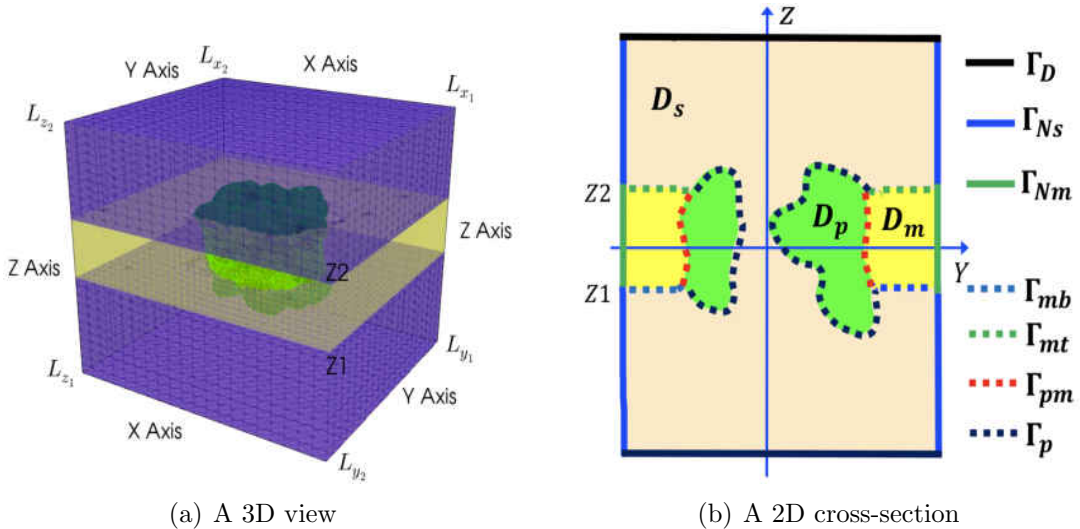 L_{x_2}
X Axis
Y Axis
L_{x_1}
L_{z_2}
Z Axis
Z Axis
Z2
L_{y_1}
Z1
L_{z_1}
Y Axis
X Axis
L_{y_2}
(a) A 3D view
Z
D_s
Z2
D_p
D_m
Y
Z1
Γ_D
Γ_{Ns}
Γ_{Nm}
Γ_{mb}
Γ_{mt}
Γ_{pm}
Γ_p
(b) A 2D cross-section